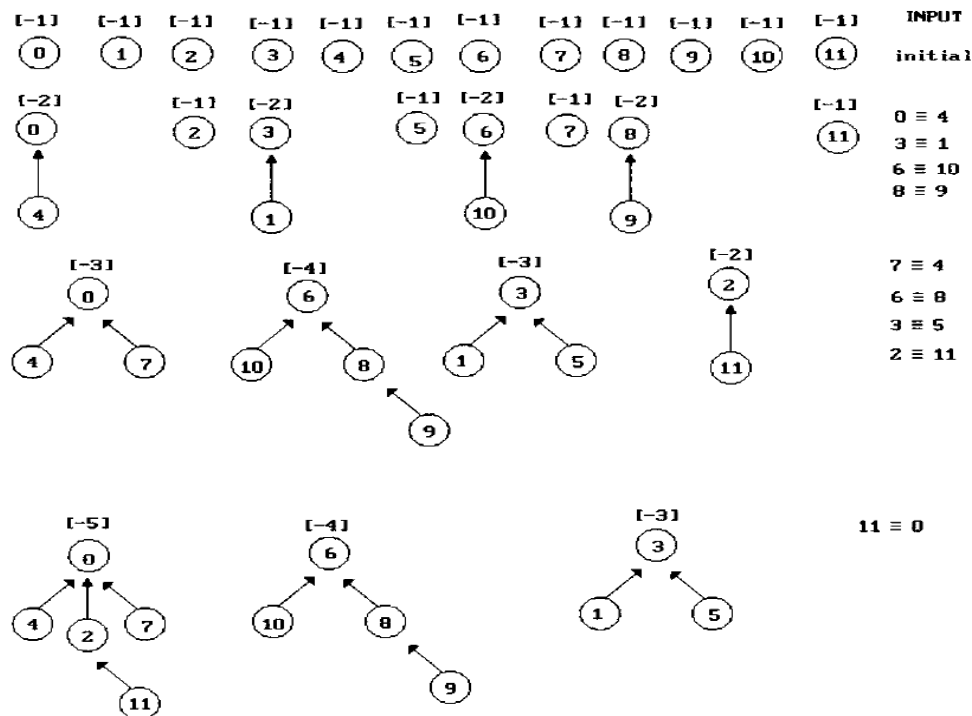 [-1] [-1] [-1] [-1] [-1] [-1] [-1] [-1] [-1] [-1] [-1] [-1] INPUT
0 1 2 3 4 5 6 7 8 9 10 11 initial
[-2] [-1] [-2] [-1] [-2] [-1] [-2] [-1]
0 2 3 5 6 7 8 11 0 ≡ 4
3 ≡ 1
6 ≡ 10
8 ≡ 9
4 1 10 9
[-3] [-4] [-3] [-2] 7 ≡ 4
0 6 3 2 6 ≡ 8
3 ≡ 5
4 7 10 8 1 5 11 2 ≡ 11
9
[-5] [-4] [-3] 11 ≡ 0
0 6 3
4 2 7 10 8 1 5
11 9